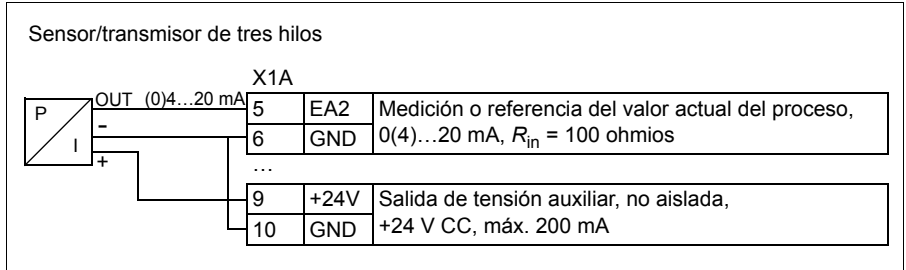 Sensor/transmisor de tres hilos
X1A
P
I
OUT (0)4…20 mA
-
+
5 EA2 Medición o referencia del valor actual del proceso,
6 GND 0(4)…20 mA, Rin = 100 ohmios
…
9 +24V Salida de tensión auxiliar, no aislada,
10 GND +24 V CC, máx. 200 mA